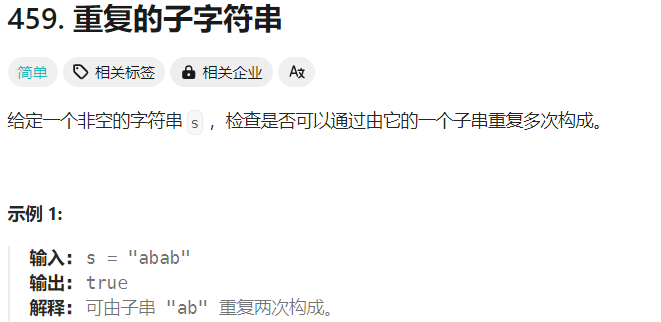 459. 重复的子字符串
简单 相关标签 相关企业 Ax
给定一个非空的字符串 s ，检查是否可以通过由它的一个子串重复多次构成。
示例 1:
输入: s = "abab"
输出: true
解释: 可由子串 "ab" 重复两次构成。